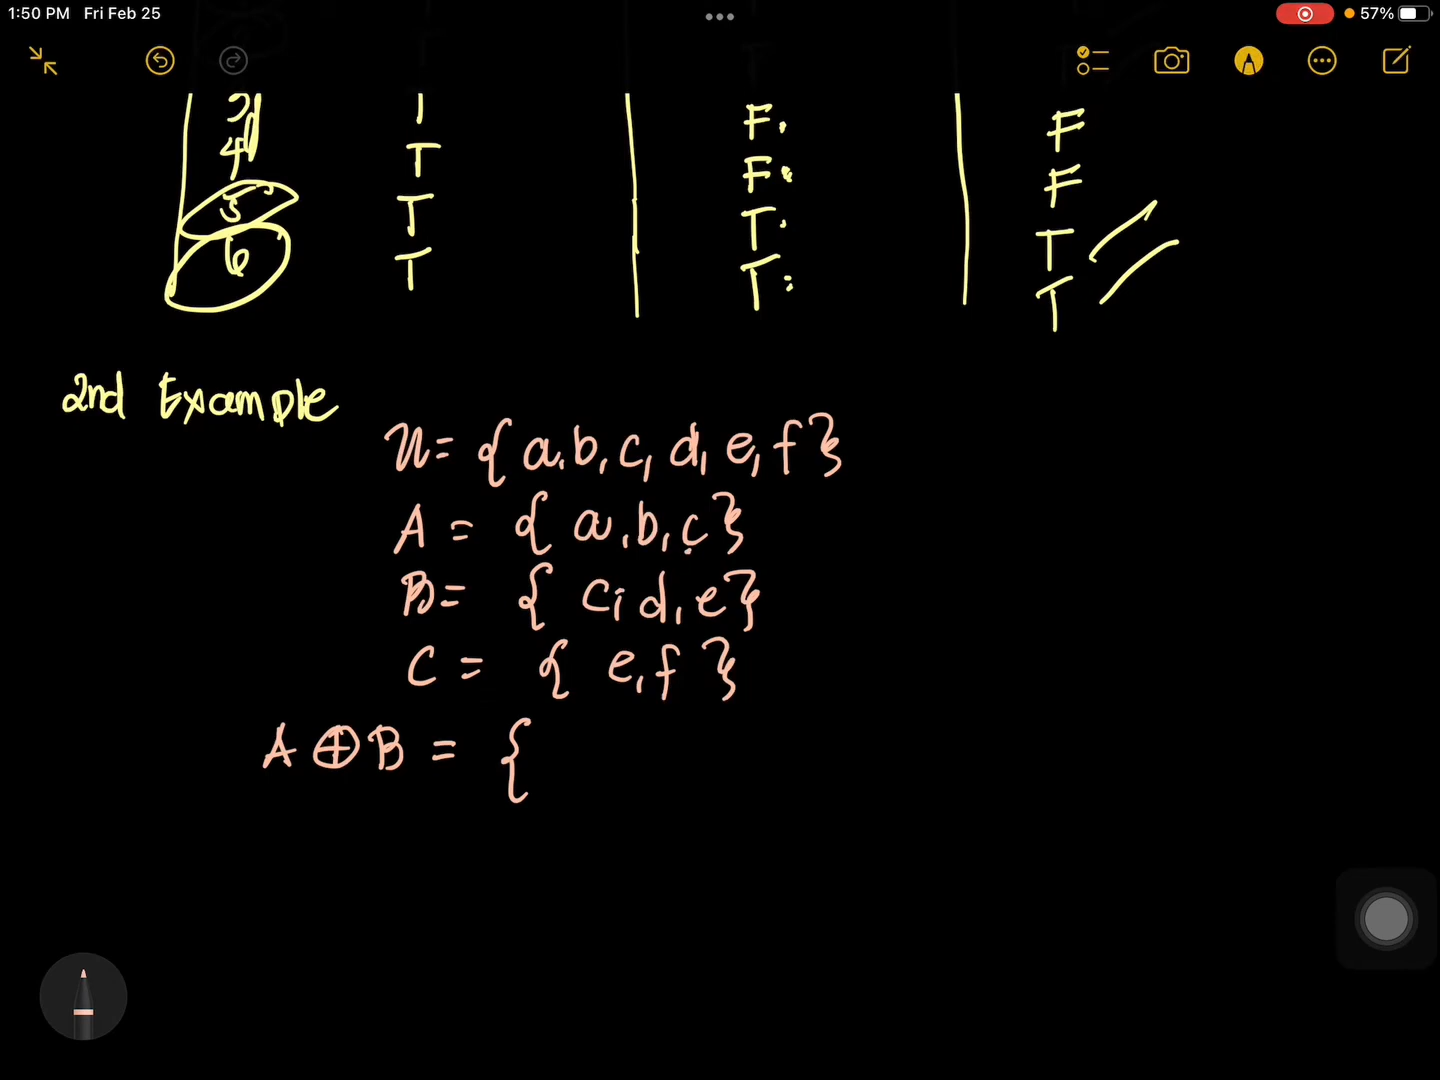 1:50 PM Fri Feb 25 57%
F. F
4 T F. F
5 T T. T
6 T T: T
2nd Example
U= { a,b, c, d, e, f }
A = { a,b,c}
B= { c, d, e}
C = { e, f }
A ⊕ B = {